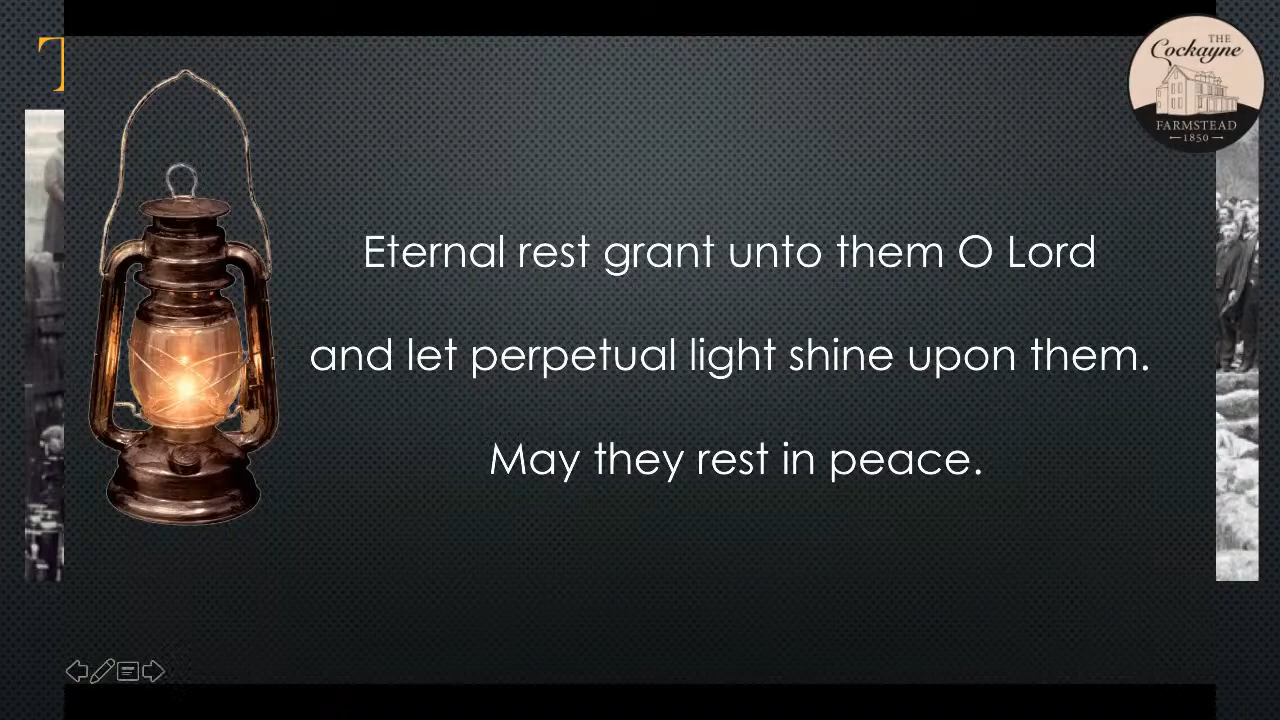 T
THE
Cockayne
FARMSTEAD
1850
Eternal rest grant unto them O Lord
and let perpetual light shine upon them.
May they rest in peace.